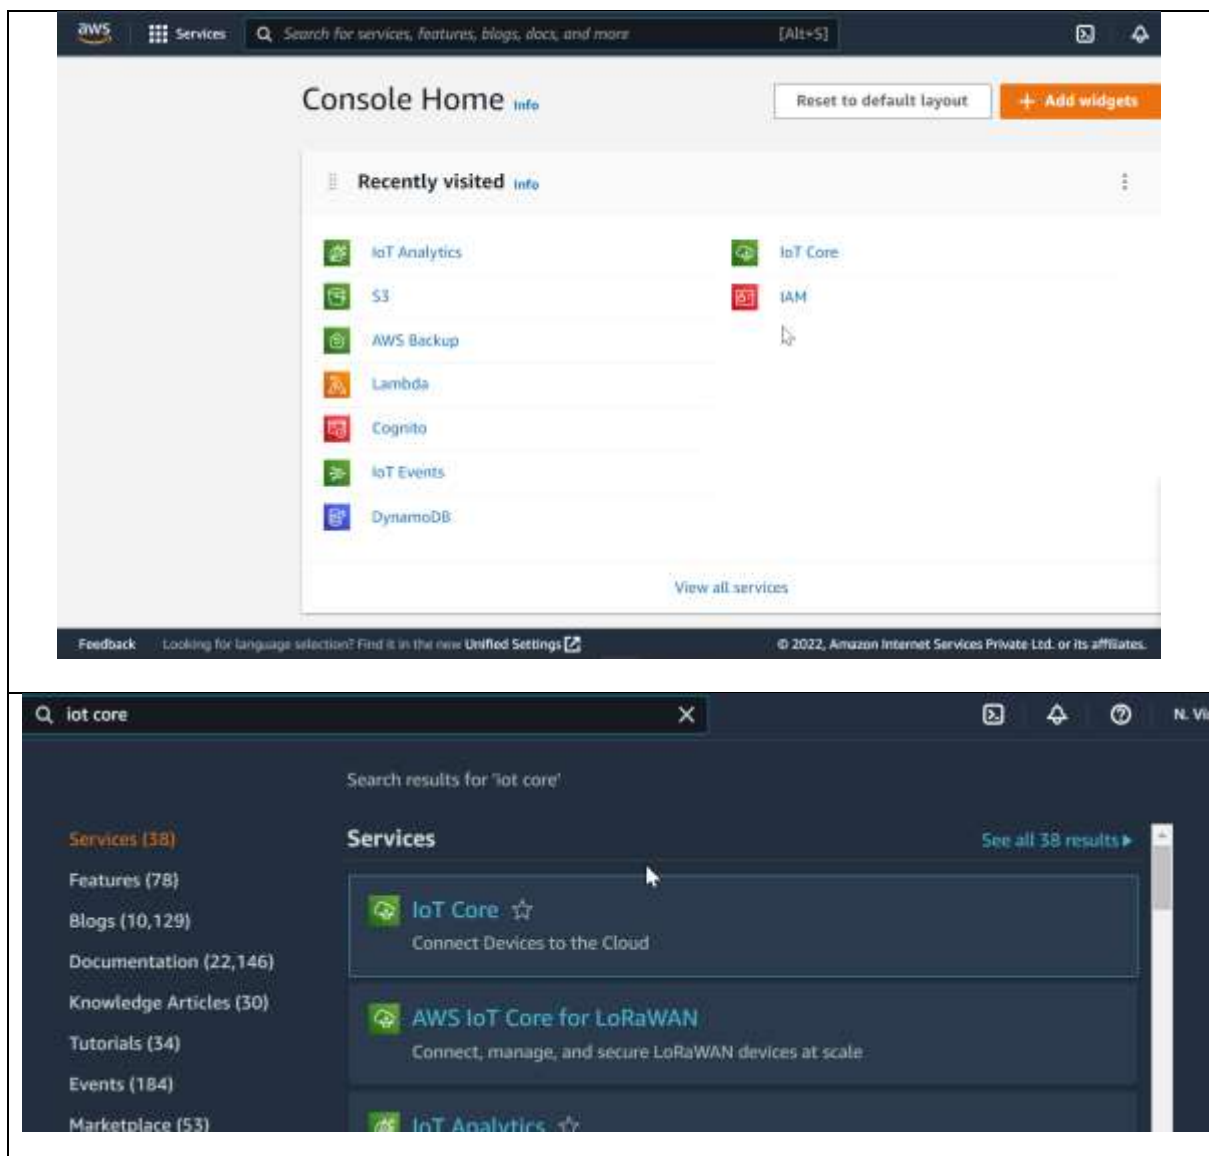 aws Services Search for services, features, blogs, docs, and more [Alt+S]
Console Home Info Reset to default layout + Add widgets
Recently visited Info
IoT Analytics IoT Core
S3 IAM
AWS Backup
Lambda
Cognito
IoT Events
DynamoDB
View all services
Feedback Looking for language selection? Find it in the new Unified Settings © 2022, Amazon Internet Services Private Ltd. or its affiliates.
iot core N. Vi
Search results for 'iot core'
Services (38) Services See all 38 results
Features (78)
IoT Core
Blogs (10,129)
Connect Devices to the Cloud
Documentation (22,146)
Knowledge Articles (30)
AWS IoT Core for LoRaWAN
Tutorials (34)
Connect, manage, and secure LoRaWAN devices at scale
Events (184)
Marketplace (53) IoT Analytics